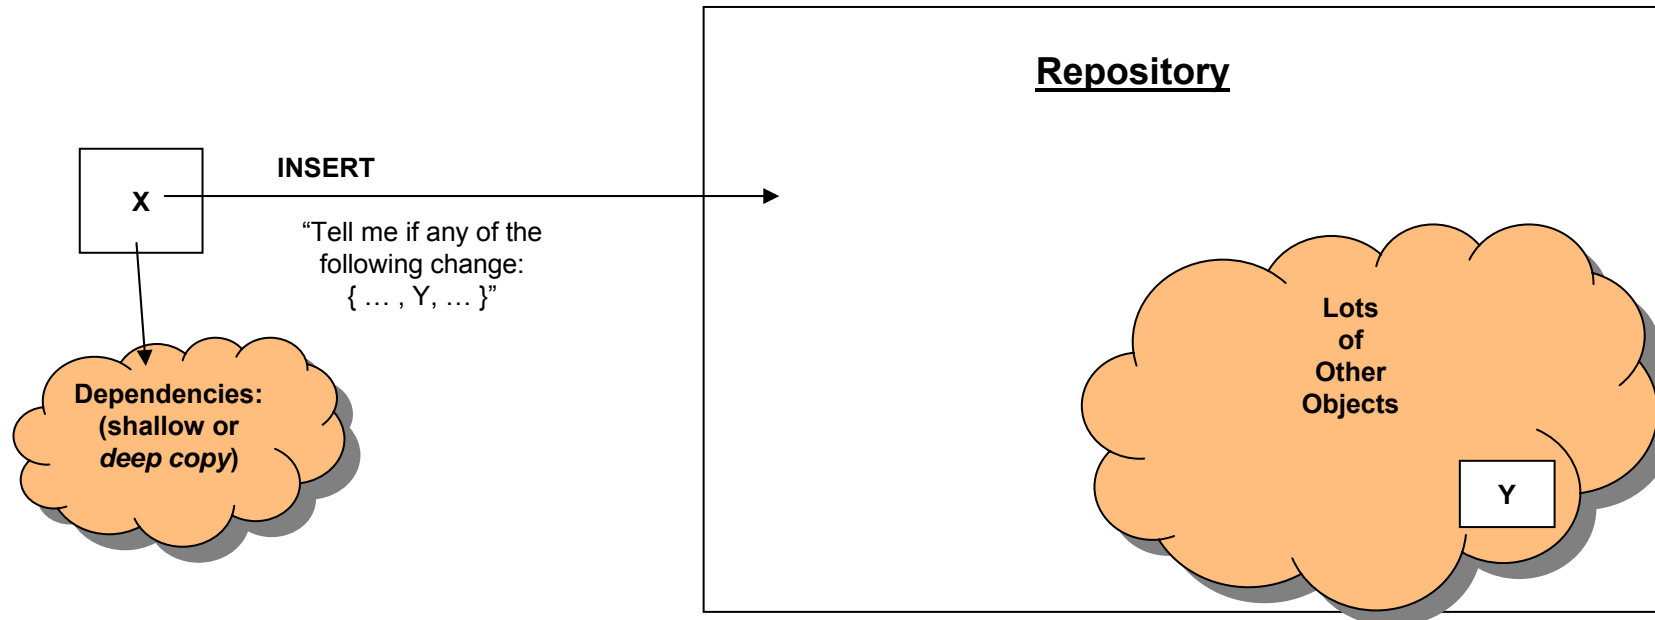 Repository
INSERT
X
“Tell me if any of the
following change:
{ … , Y, … }”
Dependencies:
(shallow or
deep copy)
Lots
of
Other
Objects
Y